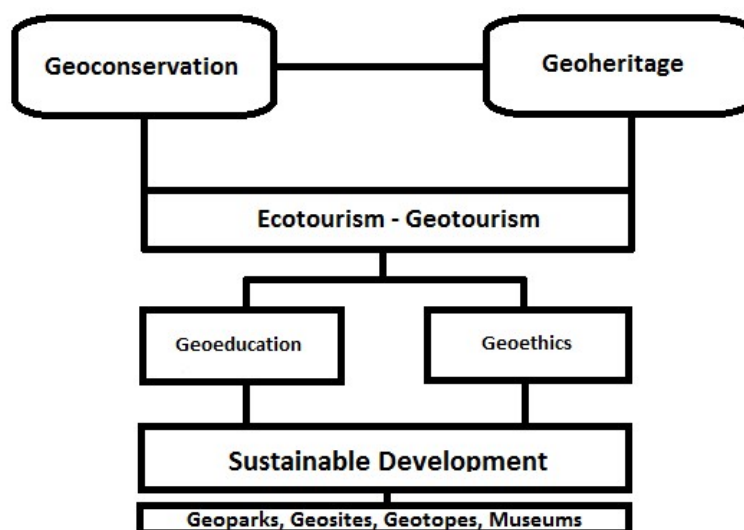 Geoconservation
Geoheritage
Ecotourism - Geotourism
Geoeducation
Geoethics
Sustainable Development
Geoparks, Geosites, Geotopes, Museums